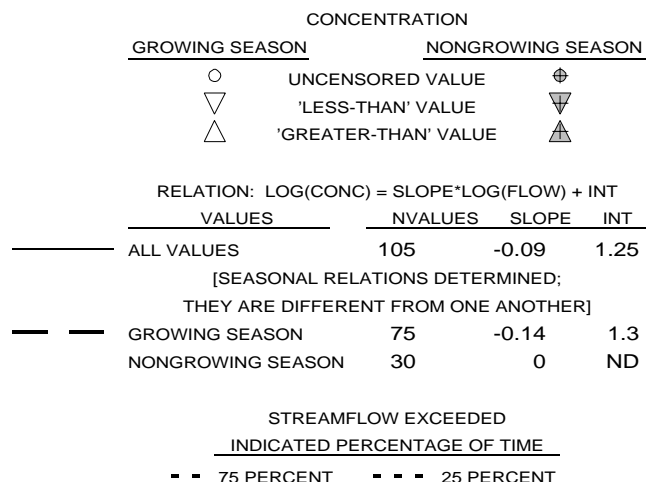 CONCENTRATION
GROWING SEASON NONGROWING SEASON
UNCENSORED VALUE
'LESS-THAN' VALUE
'GREATER-THAN' VALUE
RELATION: LOG(CONC) = SLOPE*LOG(FLOW) + INT
VALUES NVALUES SLOPE INT
ALL VALUES 105 -0.09 1.25
[SEASONAL RELATIONS DETERMINED;
THEY ARE DIFFERENT FROM ONE ANOTHER]
GROWING SEASON 75 -0.14 1.3
NONGROWING SEASON 30 0 ND
STREAMFLOW EXCEEDED
INDICATED PERCENTAGE OF TIME
75 PERCENT 25 PERCENT